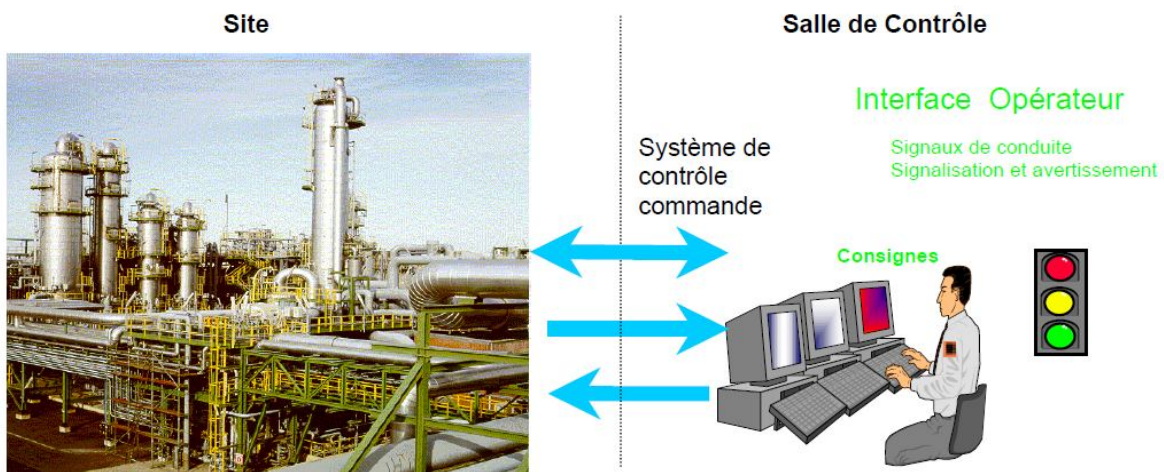 Site
Salle de Contrôle
Interface Opérateur
Signaux de conduite
Signalisation et avertissement
Système de
contrôle
commande
Consignes